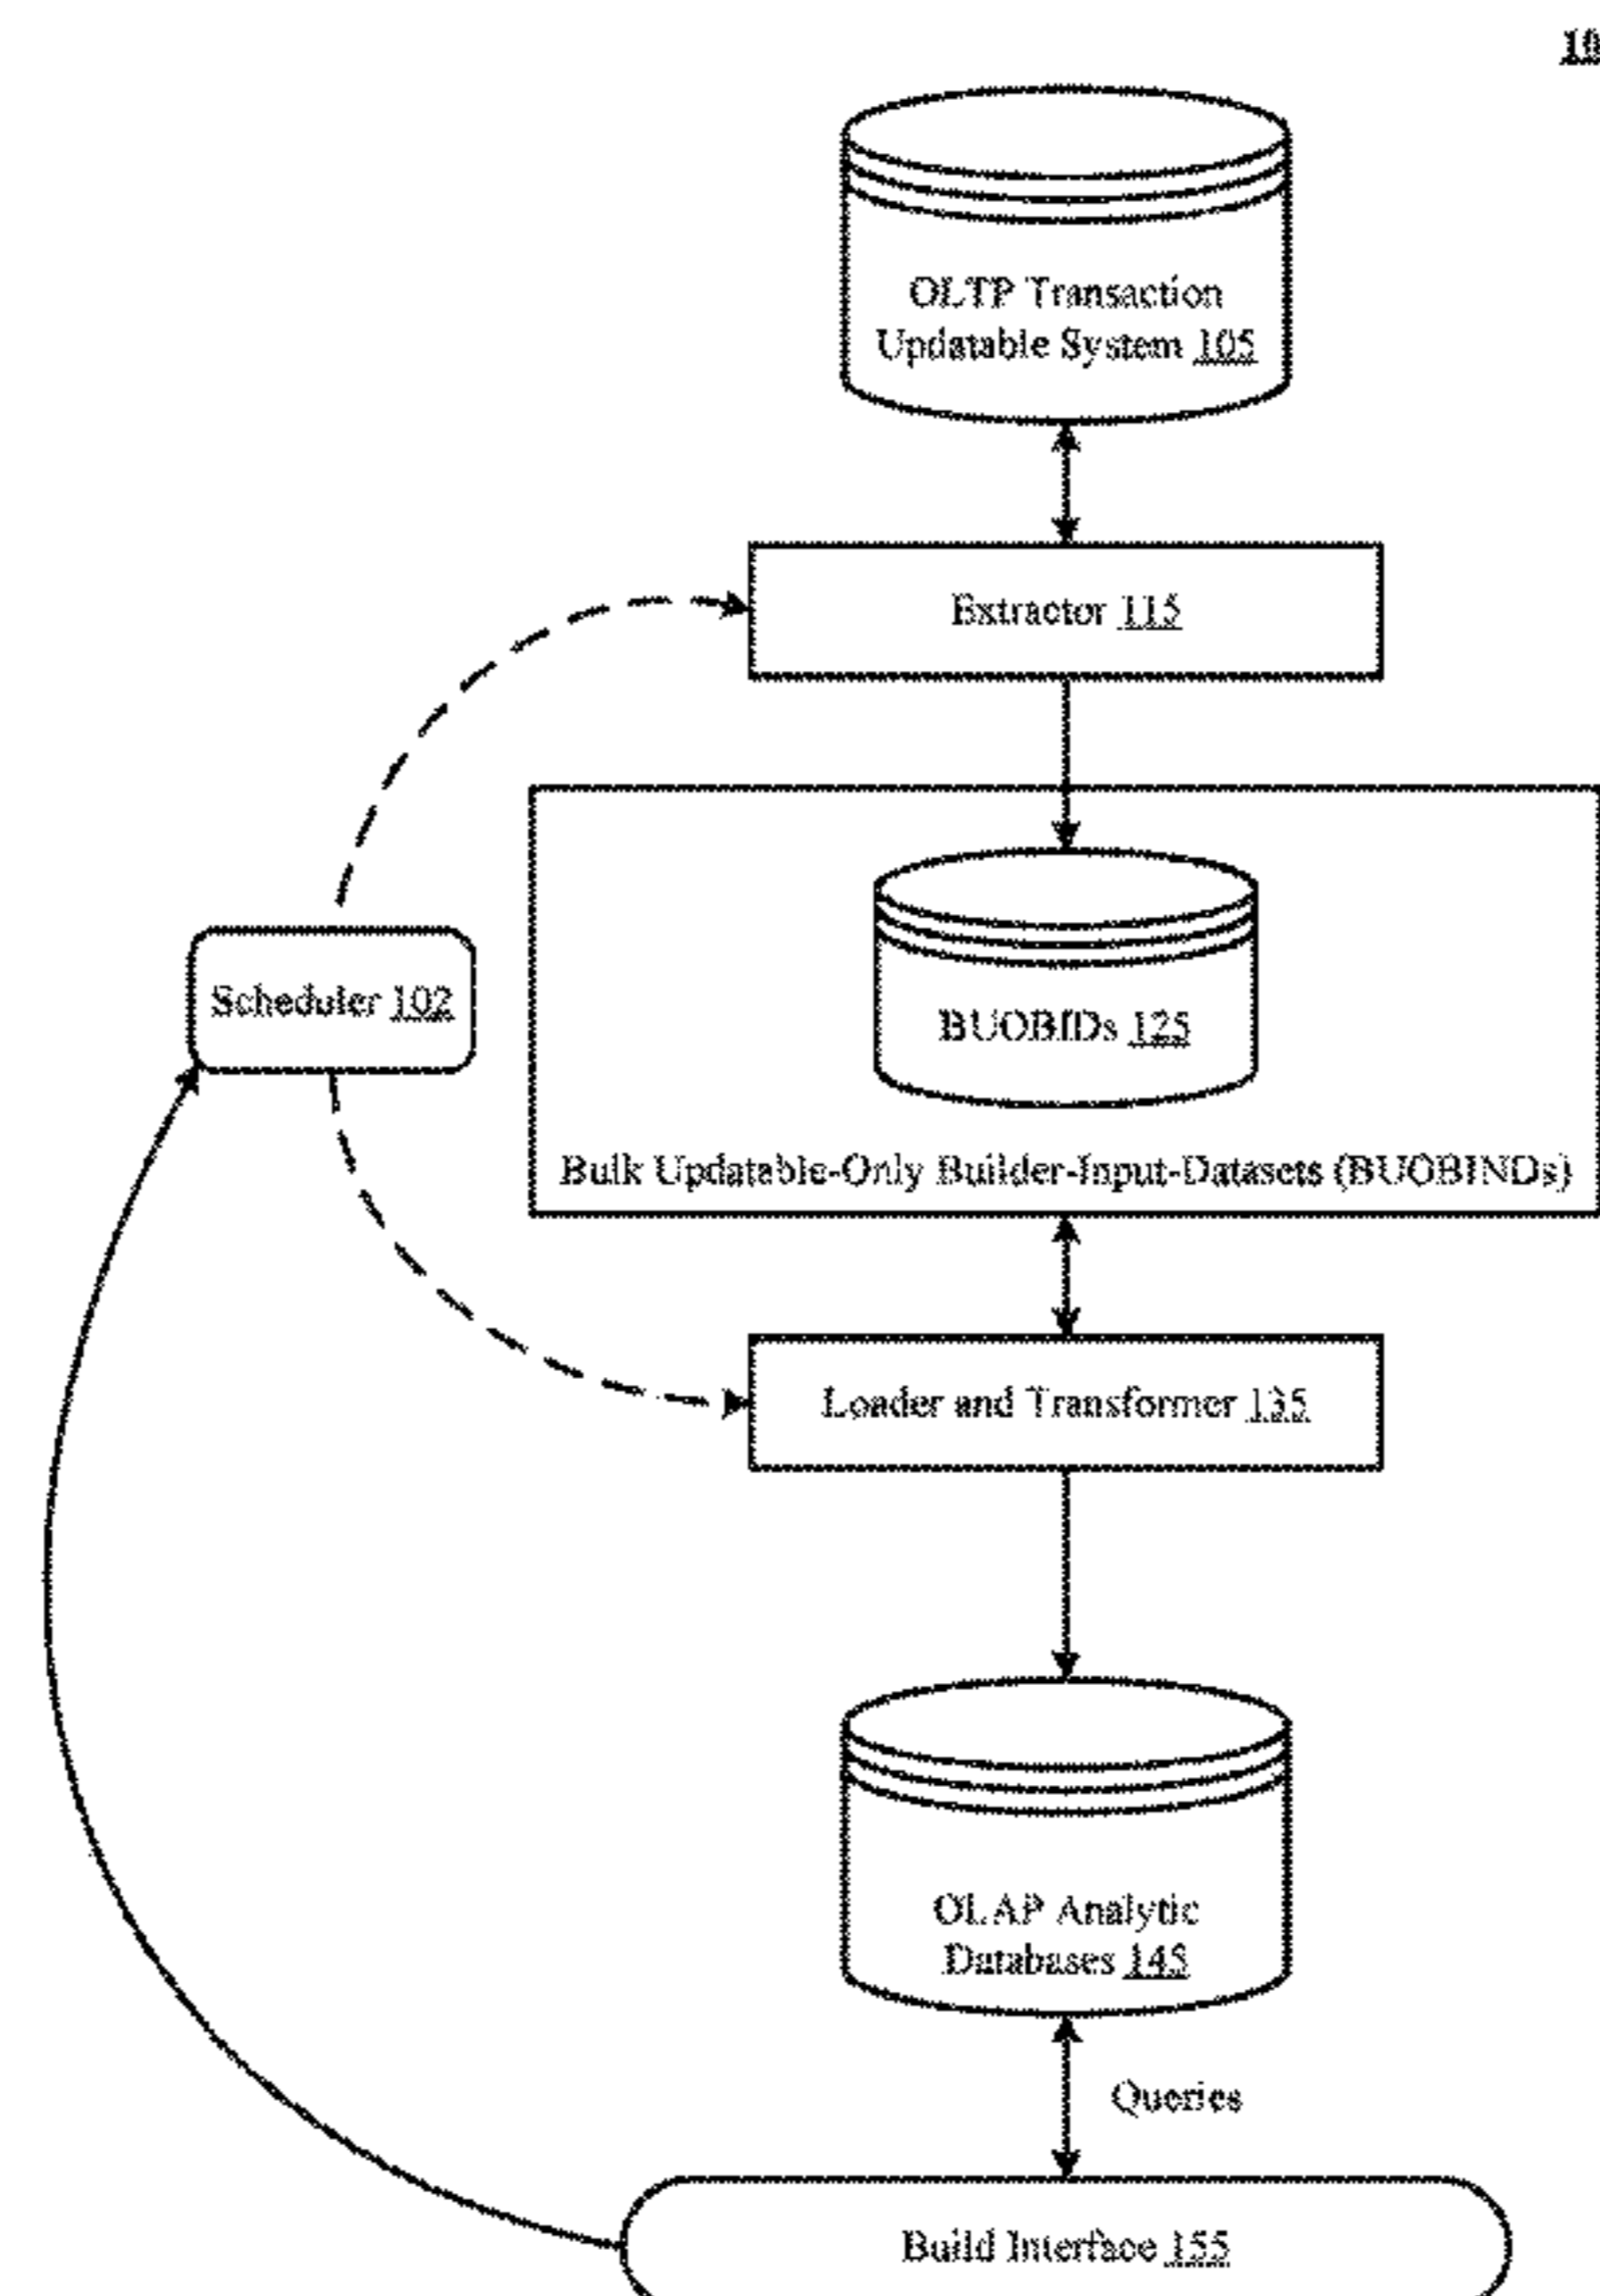 10
OLTP Transaction
Updatable System 105
Extractor 115
Scheduler 102
BUOBIDs 125
Bulk Updatable-Only Builder-Input-Datasets (BUOBINDs)
Loader and Transformer 135
OLAP Analytic
Databases 145
Queries
Build Interface 155